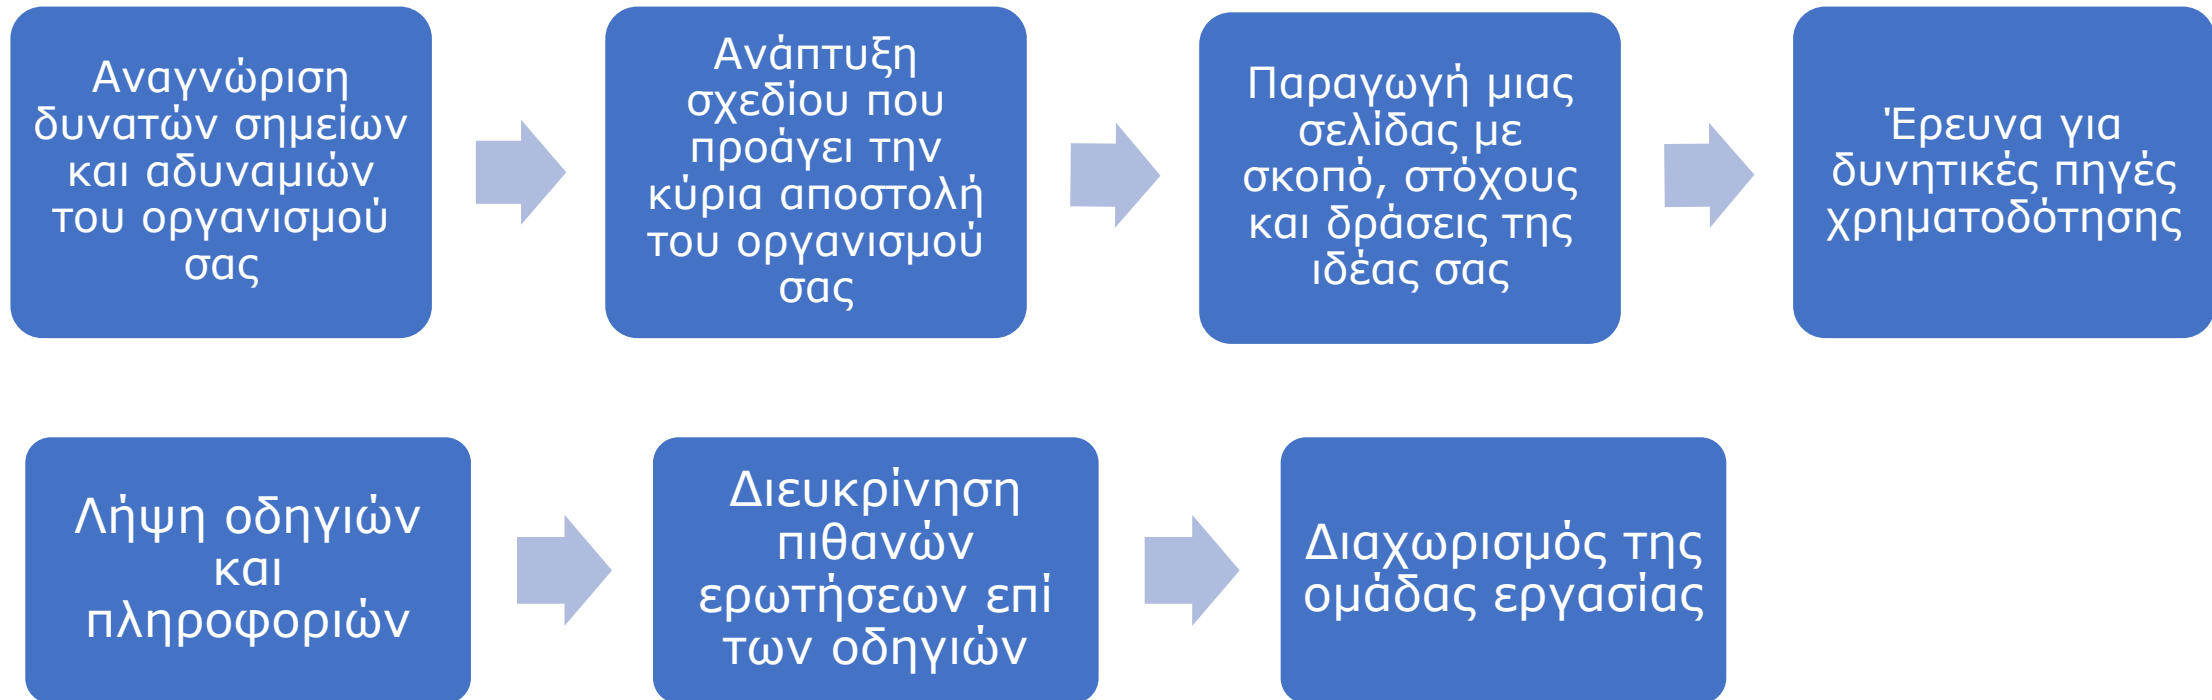 Αναγνώριση
δυνατών σημείων
και αδυναμιών
του οργανισμού
σας
Ανάπτυξη
σχεδίου που
προάγει την
κύρια αποστολή
του οργανισμού
σας
Παραγωγή μιας
σελίδας με
σκοπό, στόχους
και δράσεις της
ιδέας σας
Έρευνα για
δυνητικές πηγές
χρηματοδότησης
Λήψη οδηγιών
και
πληροφοριών
Διευκρίνηση
πιθανών
ερωτήσεων επί
των οδηγιών
Διαχωρισμός της
ομάδας εργασίας